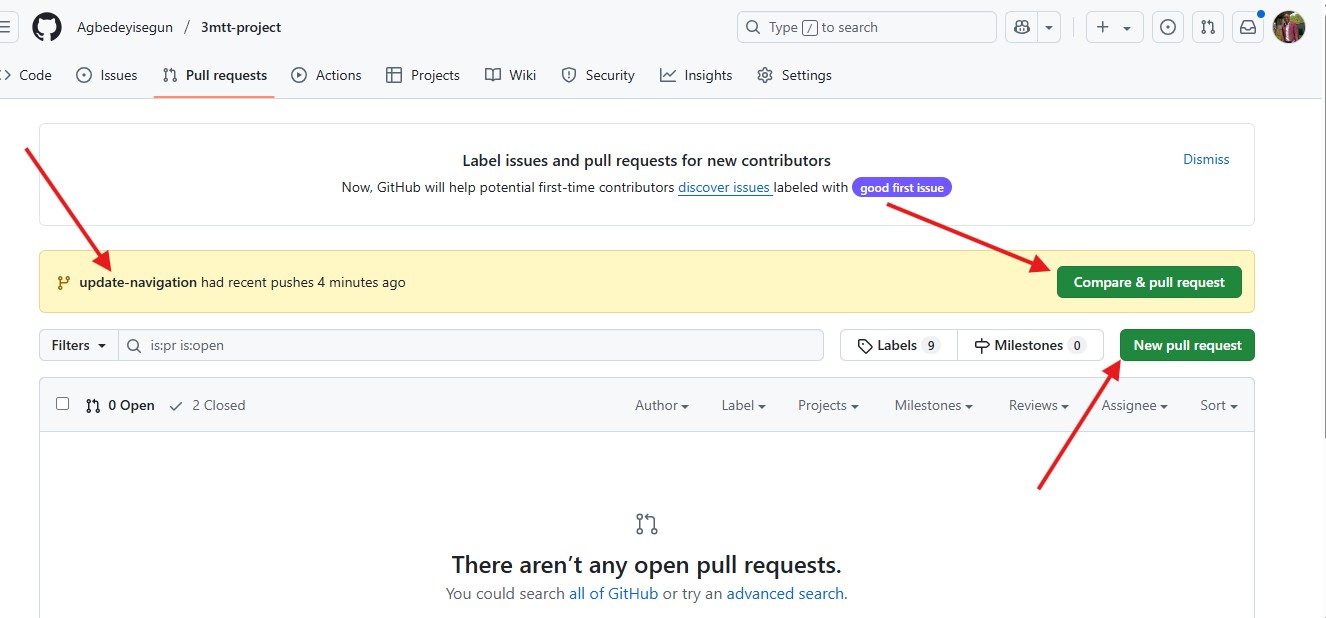 Agbedeyisegun / 3mtt-project
Type / to search
Code Issues Pull requests Actions Projects Wiki Security Insights Settings
Label issues and pull requests for new contributors
Dismiss
Now, GitHub will help potential first-time contributors discover issues labeled with good first issue
update-navigation had recent pushes 4 minutes ago
Compare & pull request
Filters is:pr is:open Labels 9 Milestones 0 New pull request
0 Open 2 Closed Author Label Projects Milestones Reviews Assignee Sort
There aren’t any open pull requests.
You could search all of GitHub or try an advanced search.